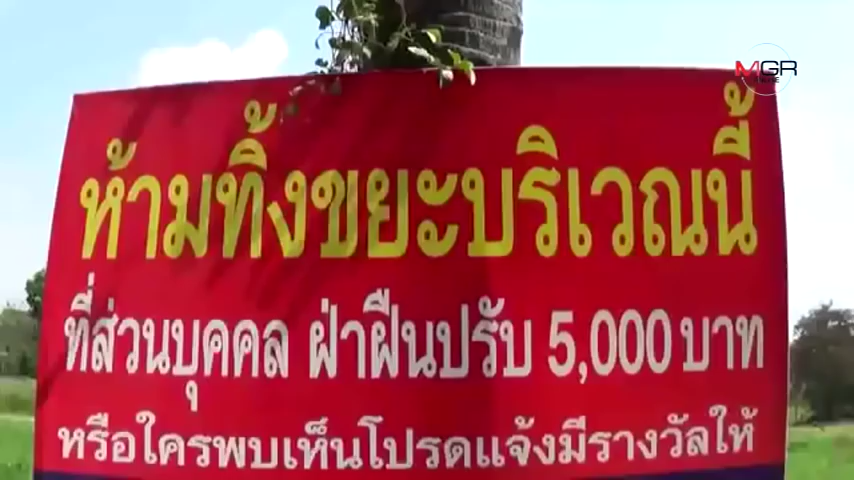 MGR
ห้ามทิ้งขยะบริเวณนี้
ที่ส่วนบุคคล ฝ่าฝืนปรับ 5,000 บาท
หรือใครพบเห็นโปรดแจ้งมีรางวัลให้